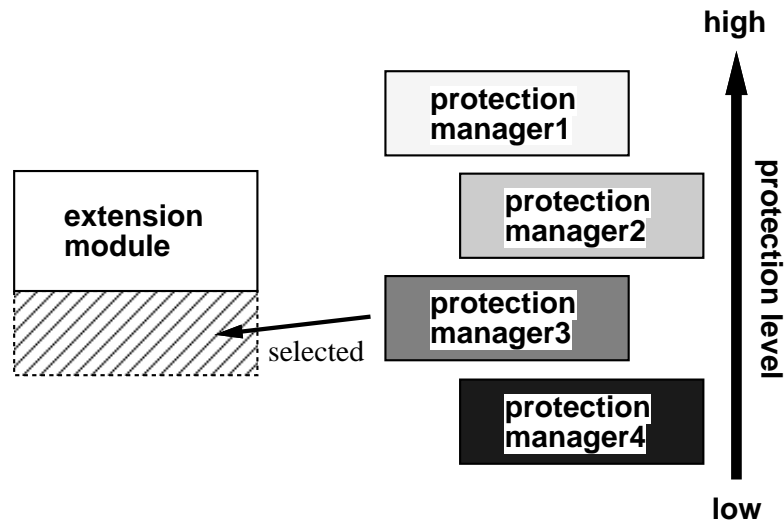 high
protection
manager1
protection
manager2
extension
module
protection
manager3
selected
protection
manager4
protection level
low